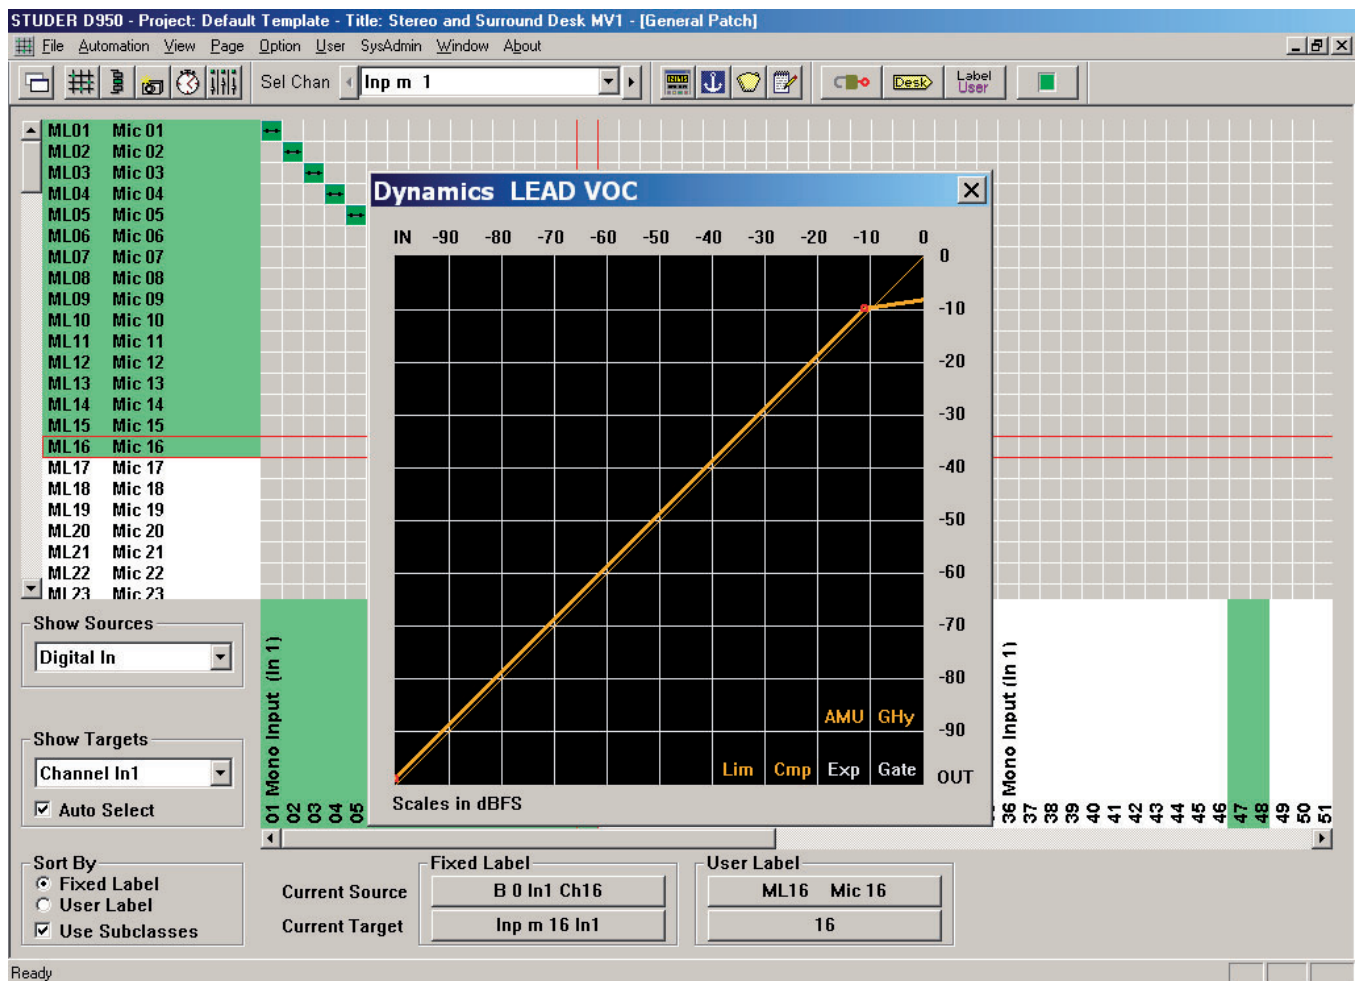 STUDER D950 - Project: Default Template - Title: Stereo and Surround Desk MV1 - [General Patch]
File Automation View Page Option User SysAdmin Window About
Sel Chan Inp m 1 Desk Label User
ML01 Mic 01
ML02 Mic 02
ML03 Mic 03
ML04 Mic 04
ML05 Mic 05
ML06 Mic 06
ML07 Mic 07
ML08 Mic 08
ML09 Mic 09
ML10 Mic 10
ML11 Mic 11
ML12 Mic 12
ML13 Mic 13
ML14 Mic 14
ML15 Mic 15
ML16 Mic 16
ML17 Mic 17
ML18 Mic 18
ML19 Mic 19
ML20 Mic 20
ML21 Mic 21
ML22 Mic 22
ML23 Mic 23
Dynamics LEAD VOC
IN -90 -80 -70 -60 -50 -40 -30 -20 -10 0
0
-10
-20
-30
-40
-50
-60
-70
-80
-90
OUT
AMU GHy
Lim Cmp Exp Gate
Scales in dBFS
Show Sources
Digital In
Show Targets
Channel In1
Auto Select
01 Mono Input (In 1)
02
03
04
05
36 Mono Input (In 1)
37
38
39
40
41
42
43
44
45
46
47
48
49
50
51
Sort By
Fixed Label
User Label
Use Subclasses
Fixed Label User Label
Current Source B 0 In1 Ch16 ML16 Mic 16
Current Target Inp m 16 In1 16
Ready